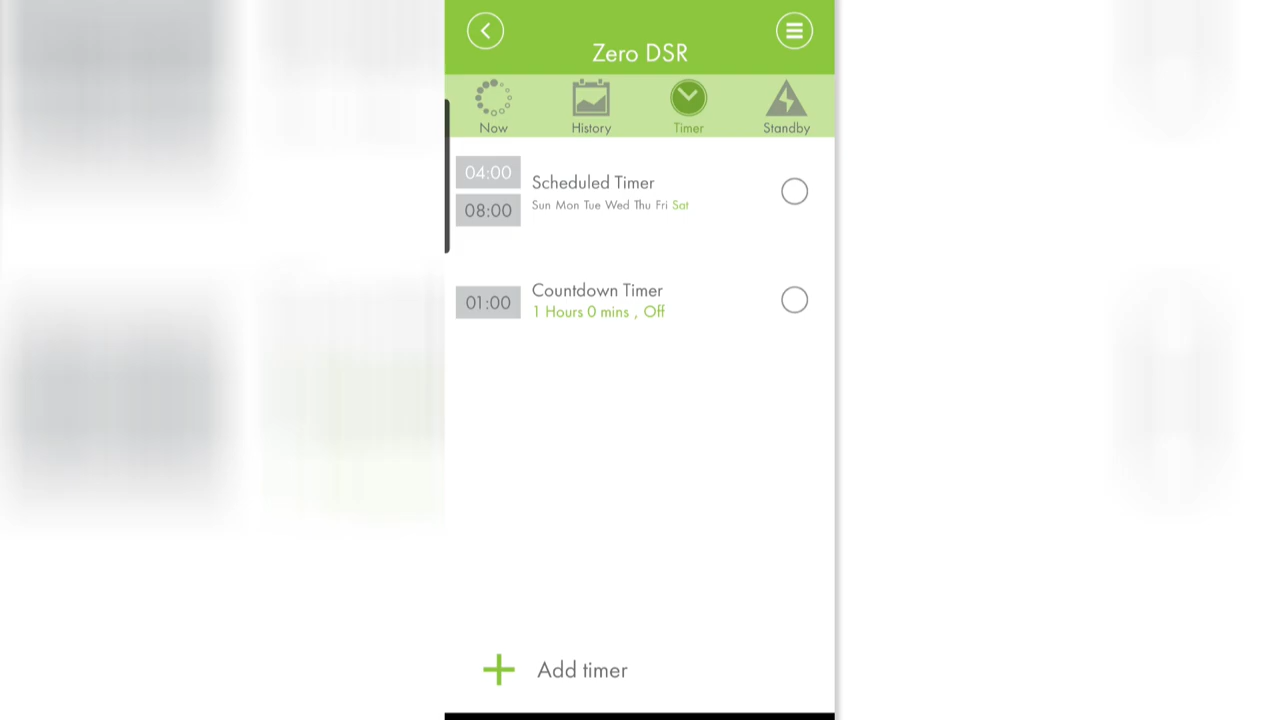 Zero DSR
Now History Timer Standby
04:00
Scheduled Timer
Sun Mon Tue Wed Thu Fri Sat
08:00
Countdown Timer
01:00
1 Hours 0 mins , Off
Add timer